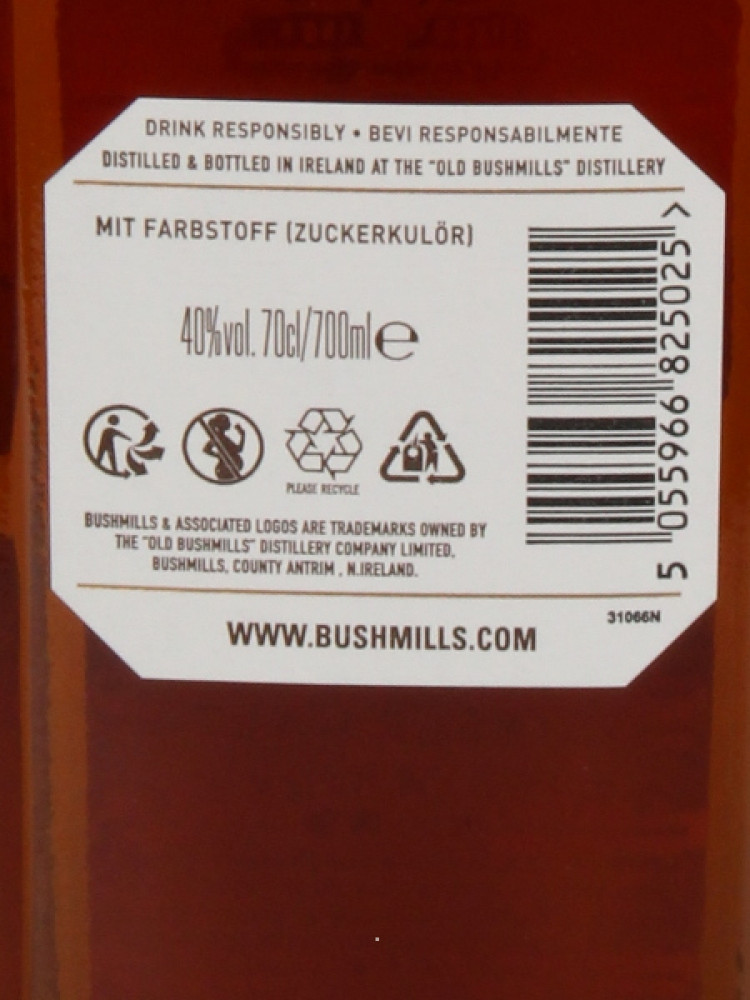 DRINK RESPONSIBLY • BEVI RESPONSABILMENTE
DISTILLED & BOTTLED IN IRELAND AT THE "OLD BUSHMILLS" DISTILLERY
MIT FARBSTOFF (ZUCKERKULÖR)
40%vol. 70cl/700ml e
PLEASE RECYCLE
BUSHMILLS & ASSOCIATED LOGOS ARE TRADEMARKS OWNED BY
THE "OLD BUSHMILLS" DISTILLERY COMPANY LIMITED,
BUSHMILLS, COUNTY ANTRIM , N.IRELAND.
5 055966 825025 >
31066N
WWW.BUSHMILLS.COM